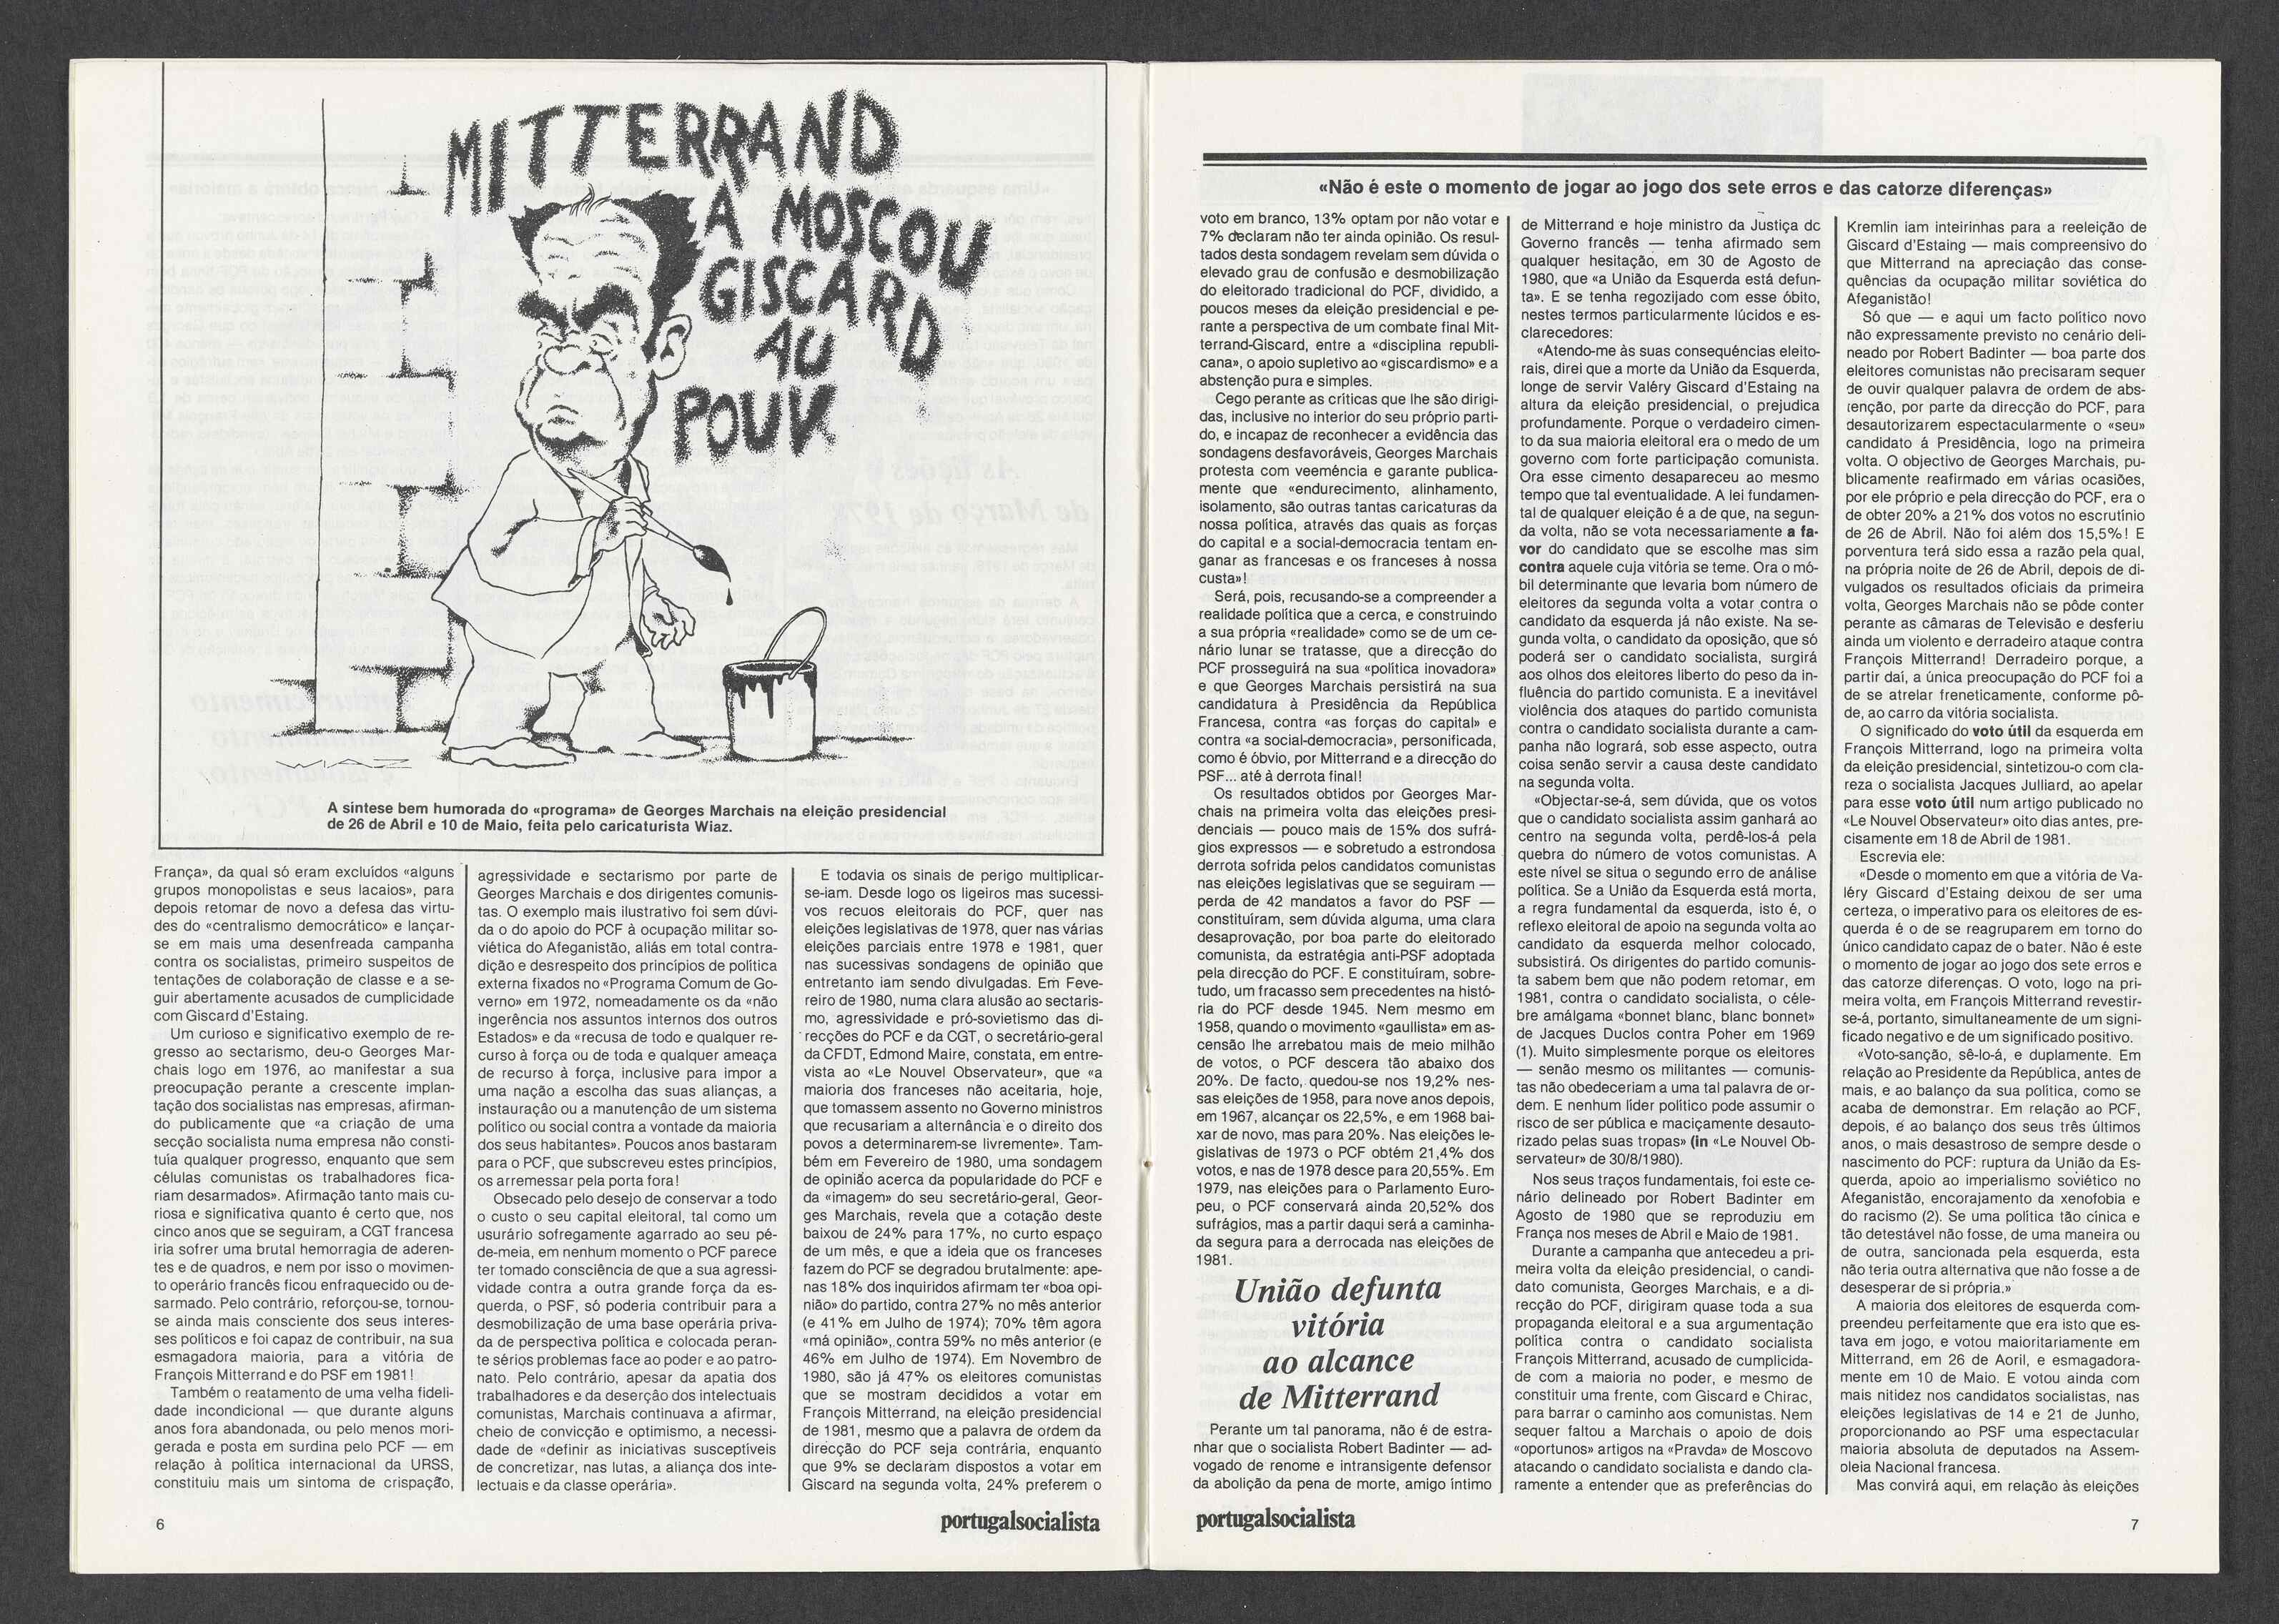 MITTERRAND
A MOSCOU
GISCARD
AU
POUV
WIAZ
A sintese bem humorada do «programa» de Georges Marchais na eleição presidencial
de 26 de Abril e 10 de Maio, feita pelo caricaturista Wiaz.
França», da qual só eram excluídos «alguns
grupos monopolistas e seus lacaios», para
depois retomar de novo a defesa das virtu-
des do «centralismo democrático» e lançar-
se em mais uma desenfreada campanha
contra os socialistas, primeiro suspeitos de
tentações de colaboração de classe e a se-
guir abertamente acusados de cumplicidade
com Giscard d'Estaing.
Um curioso e significativo exemplo de re-
gresso ao sectarismo, deu-o Georges Mar-
chais logo em 1976, ao manifestar a sua
preocupação perante a crescente implan-
tação dos socialistas nas empresas, afirman-
do publicamente que «a criação de uma
secção socialista numa empresa não consti-
tuía qualquer progresso, enquanto que sem
células comunistas os trabalhadores fica-
riam desarmados». Afirmação tanto mais cu-
riosa e significativa quanto é certo que, nos
cinco anos que se seguiram, a CGT francesa
iria sofrer uma brutal hemorragia de aderen-
tes e de quadros, e nem por isso o movimen-
to operário francês ficou enfraquecido ou de-
sarmado. Pelo contrário, reforçou-se, tornou-
se ainda mais consciente dos seus interes-
ses políticos e foi capaz de contribuir, na sua
esmagadora maioria, para a vitória de
François Mitterrand e do PSF em 1981!
Também o reatamento de uma velha fideli-
dade incondicional — que durante alguns
anos fora abandonada, ou pelo menos mori-
gerada e posta em surdina pelo PCF — em
relação à política internacional da URSS,
constituiu mais um sintoma de crispação,
agressividade e sectarismo por parte de
Georges Marchais e dos dirigentes comunis-
tas. O exemplo mais ilustrativo foi sem dúvi-
da o do apoio do PCF à ocupação militar so-
viética do Afeganistão, aliás em total contra-
dição e desrespeito dos princípios de política
externa fixados no «Programa Comum de Go-
verno» em 1972, nomeadamente os da «não
ingerência nos assuntos internos dos outros
Estados» e da «recusa de todo e qualquer re-
curso à força ou de toda e qualquer ameaça
de recurso à força, inclusive para impor a
uma nação a escolha das suas alianças, a
instauração ou a manutenção de um sistema
político ou social contra a vontade da maioria
dos seus habitantes». Poucos anos bastaram
para o PCF, que subscreveu estes princípios,
os arremessar pela porta fora!
Obsecado pelo desejo de conservar a todo
o custo o seu capital eleitoral, tal como um
usurário sofregamente agarrado ao seu pé-
de-meia, em nenhum momento o PCF parece
ter tomado consciência de que a sua agressi-
vidade contra a outra grande força da es-
querda, o PSF, só poderia contribuir para a
desmobilização de uma base operária priva-
da de perspectiva política e colocada peran-
te sérios problemas face ao poder e ao patro-
nato. Pelo contrário, apesar da apatia dos
trabalhadores e da deserção dos intelectuais
comunistas, Marchais continuava a afirmar,
cheio de convicção e optimismo, a necessi-
dade de «definir as iniciativas susceptíveis
de concretizar, nas lutas, a aliança dos inte-
lectuais e da classe operária».
E todavia os sinais de perigo multiplicar-
se-iam. Desde logo os ligeiros mas sucessi-
vos recuos eleitorais do PCF, quer nas
eleições legislativas de 1978, quer nas várias
eleições parciais entre 1978 e 1981, quer
nas sucessivas sondagens de opinião que
entretanto iam sendo divulgadas. Em Feve-
reiro de 1980, numa clara alusão ao sectaris-
mo, agressividade e pró-sovietismo das di-
recções do PCF e da CGT, o secretário-geral
da CFDT, Edmond Maire, constata, em entre-
vista ao «Le Nouvel Observateur», que «a
maioria dos franceses não aceitaria, hoje,
que tomassem assento no Governo ministros
que recusariam a alternância e o direito dos
povos a determinarem-se livremente». Tam-
bém em Fevereiro de 1980, uma sondagem
de opinião acerca da popularidade do PCF e
da «imagem» do seu secretário-geral, Geor-
ges Marchais, revela que a cotação deste
baixou de 24% para 17%, no curto espaço
de um mês, e que a ideia que os franceses
fazem do PCF se degradou brutalmente: ape-
nas 18% dos inquiridos afirmam ter «boa opi-
nião» do partido, contra 27% no mês anterior
(e 41% em Julho de 1974); 70% têm agora
«má opinião», contra 59% no mês anterior (e
46% em Julho de 1974). Em Novembro de
1980, são já 47% os eleitores comunistas
que se mostram decididos a votar em
François Mitterrand, na eleição presidencial
de 1981, mesmo que a palavra de ordem da
direcção do PCF seja contrária, enquanto
que 9% se declaram dispostos a votar em
Giscard na segunda volta, 24% preferem o
6
portugalsocialista
«Não é este o momento de jogar ao jogo dos sete erros e das catorze diferenças»
voto em branco, 13% optam por não votar e
7% declaram não ter ainda opinião. Os resul-
tados desta sondagem revelam sem dúvida o
elevado grau de confusão e desmobilização
do eleitorado tradicional do PCF, dividido, a
poucos meses da eleição presidencial e pe-
rante a perspectiva de um combate final Mit-
terrand-Giscard, entre a «disciplina republi-
cana», o apoio supletivo ao «giscardismo» e a
abstenção pura e simples.
Cego perante as críticas que lhe são dirigi-
das, inclusive no interior do seu próprio parti-
do, e incapaz de reconhecer a evidência das
sondagens desfavoráveis, Georges Marchais
protesta com veemência e garante publica-
mente que «endurecimento, alinhamento,
isolamento, são outras tantas caricaturas da
nossa política, através das quais as forças
do capital e a social-democracia tentam en-
ganar as francesas e os franceses à nossa
custa»!
Será, pois, recusando-se a compreender a
realidade política que a cerca, e construindo
a sua própria «realidade» como se de um ce-
nário lunar se tratasse, que a direcção do
PCF prosseguirá na sua «política inovadora»
e que Georges Marchais persistirá na sua
candidatura à Presidência da República
Francesa, contra «as forças do capital» e
contra «a social-democracia», personificada,
como é óbvio, por Mitterrand e a direcção do
PSF... até à derrota final!
Os resultados obtidos por Georges Mar-
chais na primeira volta das eleições presi-
denciais — pouco mais de 15% dos sufrá-
gios expressos — e sobretudo a estrondosa
derrota sofrida pelos candidatos comunistas
nas eleições legislativas que se seguiram —
perda de 42 mandatos a favor do PSF —
constituíram, sem dúvida alguma, uma clara
desaprovação, por boa parte do eleitorado
comunista, da estratégia anti-PSF adoptada
pela direcção do PCF. E constituíram, sobre-
tudo, um fracasso sem precedentes na histó-
ria do PCF desde 1945. Nem mesmo em
1958, quando o movimento «gaullista» em as-
censão lhe arrebatou mais de meio milhão
de votos, o PCF descera tão abaixo dos
20%. De facto, quedou-se nos 19,2% nes-
sas eleições de 1958, para nove anos depois,
em 1967, alcançar os 22,5%, e em 1968 bai-
xar de novo, mas para 20%. Nas eleições le-
gislativas de 1973 o PCF obtém 21,4% dos
votos, e nas de 1978 desce para 20,55%. Em
1979, nas eleições para o Parlamento Euro-
peu, o PCF conservará ainda 20,52% dos
sufrágios, mas a partir daqui será a caminha-
da segura para a derrocada nas eleições de
1981.
União defunta
vitória
ao alcance
de Mitterrand
Perante um tal panorama, não é de estra-
nhar que o socialista Robert Badinter — ad-
vogado de renome e intransigente defensor
da abolição da pena de morte, amigo íntimo
de Mitterrand e hoje ministro da Justiça dc
Governo francês — tenha afirmado sem
qualquer hesitação, em 30 de Agosto de
1980, que «a União da Esquerda está defun-
ta». E se tenha regozijado com esse óbito,
nestes termos particularmente lúcidos e es-
clarecedores:
«Atendo-me às suas consequências eleito-
rais, direi que a morte da União da Esquerda,
longe de servir Valéry Giscard d'Estaing na
altura da eleição presidencial, o prejudica
profundamente. Porque o verdadeiro cimen-
to da sua maioria eleitoral era o medo de um
governo com forte participação comunista.
Ora esse cimento desapareceu ao mesmo
tempo que tal eventualidade. A lei fundamen-
tal de qualquer eleição é a de que, na segun-
da volta, não se vota necessariamente a fa-
vor do candidato que se escolhe mas sim
contra aquele cuja vitória se teme. Ora o mó-
bil determinante que levaria bom número de
eleitores da segunda volta a votar contra o
candidato da esquerda já não existe. Na se-
gunda volta, o candidato da oposição, que só
poderá ser o candidato socialista, surgirá
aos olhos dos eleitores liberto do peso da in-
fluência do partido comunista. E a inevitável
violência dos ataques do partido comunista
contra o candidato socialista durante a cam-
panha não logrará, sob esse aspecto, outra
coisa senão servir a causa deste candidato
na segunda volta.
«Objectar-se-á, sem dúvida, que os votos
que o candidato socialista assim ganhará ao
centro na segunda volta, perdê-los-á pela
quebra do número de votos comunistas. A
este nível se situa o segundo erro de análise
política. Se a União da Esquerda está morta,
a regra fundamental da esquerda, isto é, o
reflexo eleitoral de apoio na segunda volta ao
candidato da esquerda melhor colocado,
subsistirá. Os dirigentes do partido comunis-
ta sabem bem que não podem retomar, em
1981, contra o candidato socialista, o céle-
bre amálgama «bonnet blanc, blanc bonnet»
de Jacques Duclos contra Poher em 1969
(1). Muito simplesmente porque os eleitores
— senão mesmo os militantes — comunis-
tas não obedeceriam a uma tal palavra de or-
dem. E nenhum líder político pode assumir o
risco de ser pública e maciçamente desauto-
rizado pelas suas tropas» (in «Le Nouvel Ob-
servateur» de 30/8/1980).
Nos seus traços fundamentais, foi este ce-
nário delineado por Robert Badinter em
Agosto de 1980 que se reproduziu em
França nos meses de Abril e Maio de 1981.
Durante a campanha que antecedeu a pri-
meira volta da eleição presidencial, o candi-
dato comunista, Georges Marchais, e a di-
recção do PCF, dirigiram quase toda a sua
propaganda eleitoral e a sua argumentação
política contra o candidato socialista
François Mitterrand, acusado de cumplicida-
de com a maioria no poder, e mesmo de
constituir uma frente, com Giscard e Chirac,
para barrar o caminho aos comunistas. Nem
sequer faltou a Marchais o apoio de dois
«oportunos» artigos na «Pravda» de Moscovo
atacando o candidato socialista e dando cla-
ramente a entender que as preferências do
Kremlin iam inteirinhas para a reeleição de
Giscard d'Estaing — mais compreensivo do
que Mitterrand na apreciação das conse-
quências da ocupação militar soviético do
Afeganistão!
Só que — e aqui um facto político novo
não expressamente previsto no cenário deli-
neado por Robert Badinter — boa parte dos
eleitores comunistas não precisaram sequer
de ouvir qualquer palavra de ordem de abs-
tenção, por parte da direcção do PCF, para
desautorizarem espectacularmente o «seu»
candidato á Presidência, logo na primeira
volta. O objectivo de Georges Marchais, pu-
blicamente reafirmado em várias ocasiões,
por ele próprio e pela direcção do PCF, era o
de obter 20% a 21% dos votos no escrutínio
de 26 de Abril. Não foi além dos 15,5%! E
porventura terá sido essa a razão pela qual,
na própria noite de 26 de Abril, depois de di-
vulgados os resultados oficiais da primeira
volta, Georges Marchais não se pôde conter
perante as câmaras de Televisão e desferiu
ainda um violento e derradeiro ataque contra
François Mitterrand! Derradeiro porque, a
partir daí, a única preocupação do PCF foi a
de se atrelar freneticamente, conforme pô-
de, ao carro da vitória socialista.
O significado do voto útil da esquerda em
François Mitterrand, logo na primeira volta
da eleição presidencial, sintetizou-o com cla-
reza o socialista Jacques Julliard, ao apelar
para esse voto útil num artigo publicado no
«Le Nouvel Observateur» oito dias antes, pre-
cisamente em 18 de Abril de 1981.
Escrevia ele:
«Desde o momento em que a vitória de Va-
léry Giscard d'Estaing deixou de ser uma
certeza, o imperativo para os eleitores de es-
querda é o de se reagruparem em torno do
único candidato capaz de o bater. Não é este
o momento de jogar ao jogo dos sete erros e
das catorze diferenças. O voto, logo na pri-
meira volta, em François Mitterrand revestir-
se-á, portanto, simultaneamente de um signi-
ficado negativo e de um significado positivo.
«Voto-sanção, sê-lo-á, e duplamente. Em
relação ao Presidente da República, antes de
mais, e ao balanço da sua política, como se
acaba de demonstrar. Em relação ao PCF,
depois, e ao balanço dos seus três últimos
anos, o mais desastroso de sempre desde o
nascimento do PCF: ruptura da União da Es-
querda, apoio ao imperialismo soviético no
Afeganistão, encorajamento da xenofobia e
do racismo (2). Se uma política tão cínica e
tão detestável não fosse, de uma maneira ou
de outra, sancionada pela esquerda, esta
não teria outra alternativa que não fosse a de
desesperar de si própria.»
A maioria dos eleitores de esquerda com-
preendeu perfeitamente que era isto que es-
tava em jogo, e votou maioritariamente em
Mitterrand, em 26 de Aoril, e esmagadora-
mente em 10 de Maio. E votou ainda com
mais nitidez nos candidatos socialistas, nas
eleições legislativas de 14 e 21 de Junho,
proporcionando ao PSF uma espectacular
maioria absoluta de deputados na Assem-
oleia Nacional francesa.
Mas convirá aqui, em relação às eleições
portugalsocialista
7